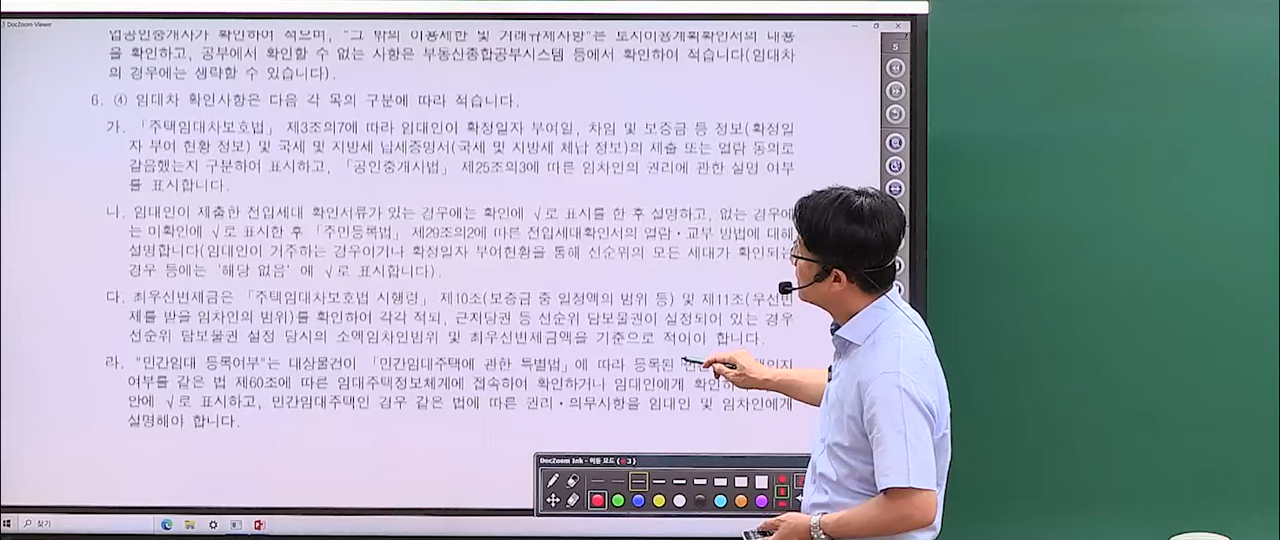 DocZoom Viewer
법공인중개사가 확인하여 적으며, "그 밖의 이용제한 및 거래규제사항"은 토지이용계획확인서의 내용
을 확인하고, 공부에서 확인할 수 없는 사항은 부동산종합공부시스템 등에서 확인하여 적습니다(임대차
의 경우에는 생략할 수 있습니다).
6. ④ 임대차 확인사항은 다음 각 목의 구분에 따라 적습니다.
가. 「주택임대차보호법」 제3조의7에 따라 임대인이 확정일자 부여일, 차임 및 보증금 등 정보(확정일
자 부여 현황 정보) 및 국세 및 지방세 납세증명서(국세 및 지방세 체납 정보)의 제출 또는 열람 동의로
갈음했는지 구분하여 표시하고, 「공인중개사법」 제25조의3에 따른 임차인의 권리에 관한 설명 여부
를 표시합니다.
나. 임대인이 제출한 전입세대 확인서류가 있는 경우에는 확인에 √로 표시를 한 후 설명하고, 없는 경우에
는 미확인에 √로 표시한 후 「주민등록법」 제29조의2에 따른 전입세대확인서의 열람·교부 방법에 대해
설명합니다(임대인이 거주하는 경우이거나 확정일자 부여현황을 통해 선순위의 모든 세대가 확인되는
경우 등에는 '해당 없음'에 √로 표시합니다).
다. 최우선변제금은 「주택임대차보호법 시행령」 제10조(보증금 중 일정액의 범위 등) 및 제11조(우선변
제를 받을 임차인의 범위)를 확인하여 각각 적되, 근저당권 등 선순위 담보물권이 설정되어 있는 경우
선순위 담보물권 설정 당시의 소액임차인범위 및 최우선변제금액을 기준으로 적어야 합니다.
라. "민간임대 등록여부"는 대상물건이 「민간임대주택에 관한 특별법」에 따라 등록된
여부를 같은 법 제60조에 따른 임대주택정보체계에 접속하여 확인하거나 임대인에게 확인하
안에 √로 표시하고, 민간임대주택인 경우 같은 법에 따른 권리·의무사항을 임대인 및 임차인에게
설명해야 합니다.
5
DocZoom Ink - 이동 모드 ( 3 )
찾기